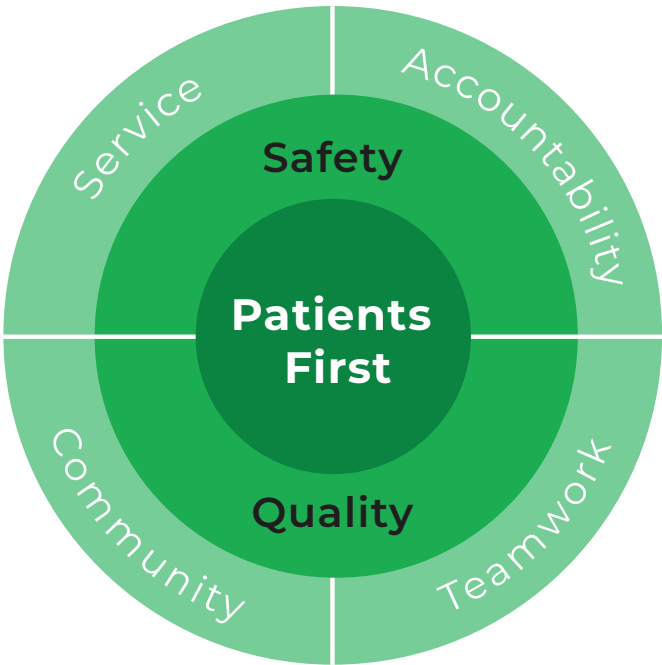 Service
Accountability
Safety
Patients
First
Quality
Community
Teamwork